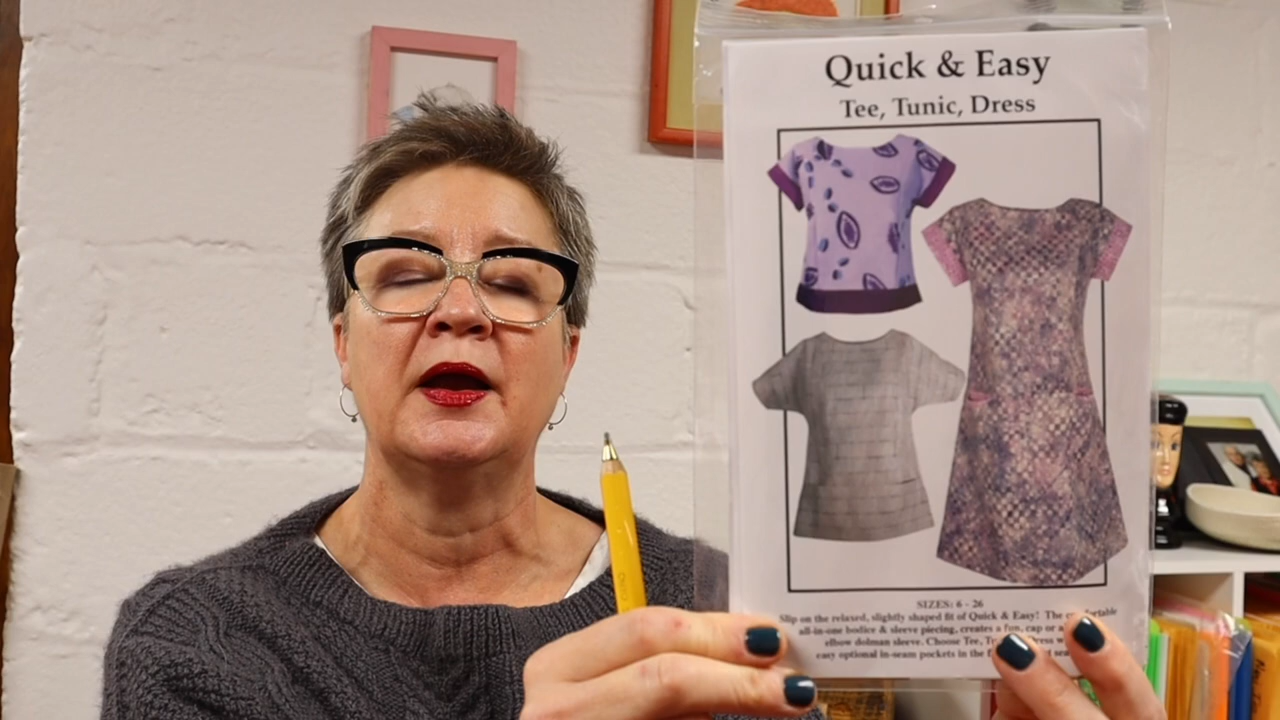 Quick & Easy
Tee, Tunic, Dress
SIZES: 6 - 26
Slip on the relaxed, slightly shaped fit of Quick & Easy! The comfortable
all-in-one bodice & sleeve piecing, creates a fun, cap or
elbow dolman sleeve. Choose Tee,
easy optional in-seam pockets in the